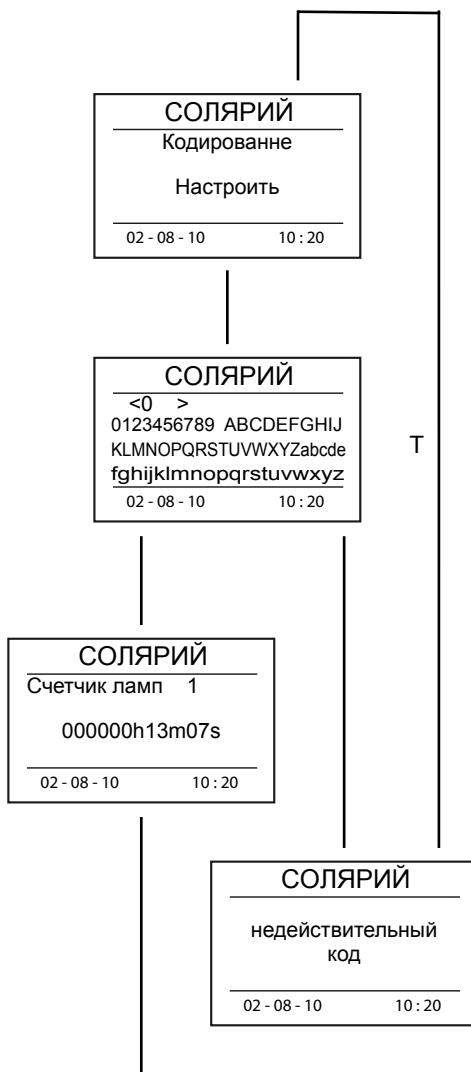 СОЛЯРИЙ
Кодированне
Настроить
02 - 08 - 10 10 : 20
СОЛЯРИЙ
<0 >
0123456789 ABCDEFGHIJ
KLMNOPQRSTUVWXYZabcde
fghijklmnopqrstuvwxyz
02 - 08 - 10 10 : 20
T
СОЛЯРИЙ
Счетчик ламп 1
000000h13m07s
02 - 08 - 10 10 : 20
СОЛЯРИЙ
недействительный
код
02 - 08 - 10 10 : 20